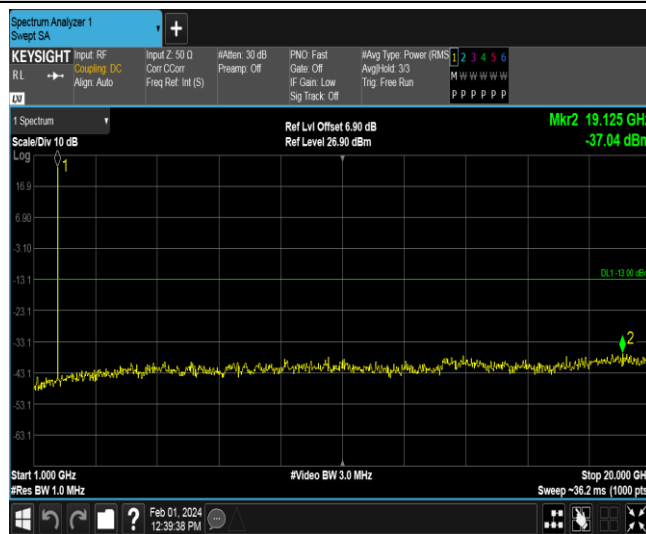 Spectrum Analyzer 1
Swept SA
+
KEYSIGHT
RL
LXI
Input: RF
Coupling: DC
Align: Auto
Input Z: 50 Ω
Corr CCorr
Freq Ref: Int (S)
#Atten: 30 dB
Preamp: Off
PNO: Fast
Gate: Off
IF Gain: Low
Sig Track: Off
#Avg Type: Power (RMS
Avg|Hold: 3/3
Trig: Free Run
1 2 3 4 5 6
M W W W W W
P P P P P P
1 Spectrum
Scale/Div 10 dB
Ref Lvl Offset 6.90 dB
Ref Level 26.90 dBm
Mkr2 19.125 GHz
-37.04 dBm
Log
1
16.9
6.90
-3.10
-13.1
DL1 -13.00 dBm
-23.1
-33.1
2
-43.1
-53.1
-63.1
Start 1.000 GHz
#Res BW 1.0 MHz
#Video BW 3.0 MHz
Stop 20.000 GHz
Sweep ~36.2 ms (1000 pts
?
Feb 01, 2024
12:39:38 PM